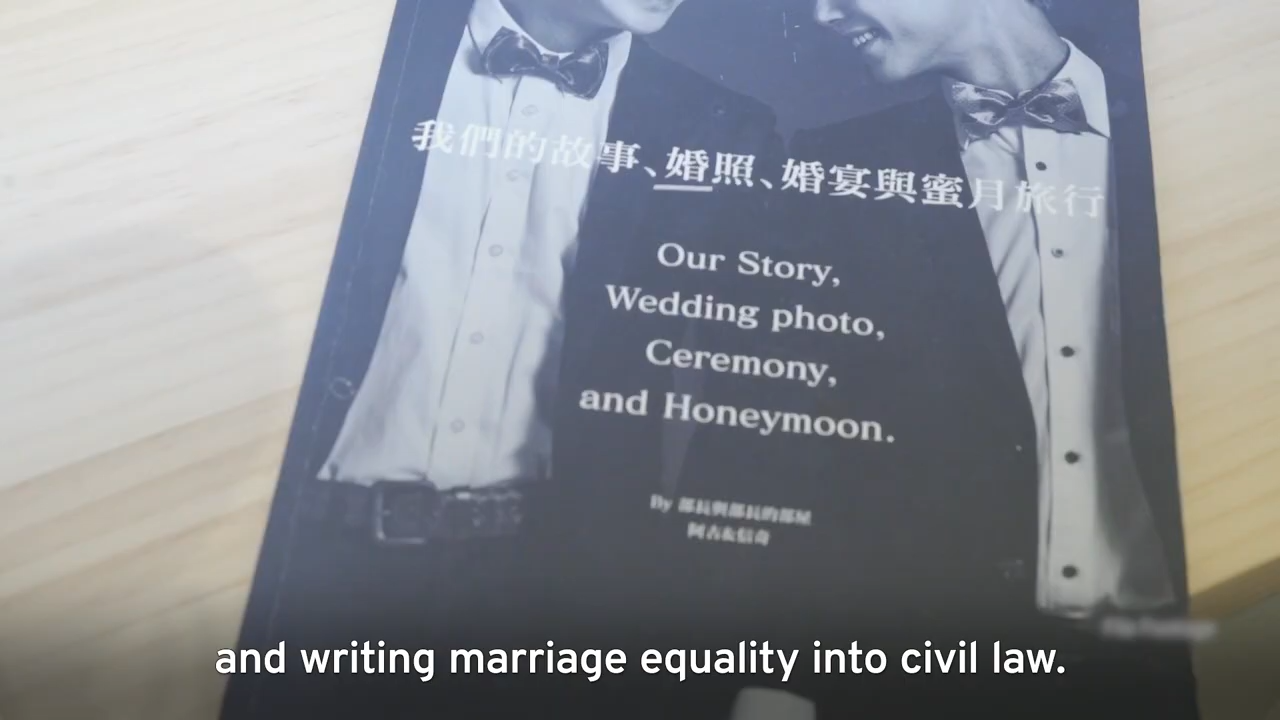 我們的故事、婚照、婚宴與蜜月旅行
Our Story,
Wedding photo,
Ceremony,
and Honeymoon.
By 部長與部長的部屋
阿古&信奇
and writing marriage equality into civil law.